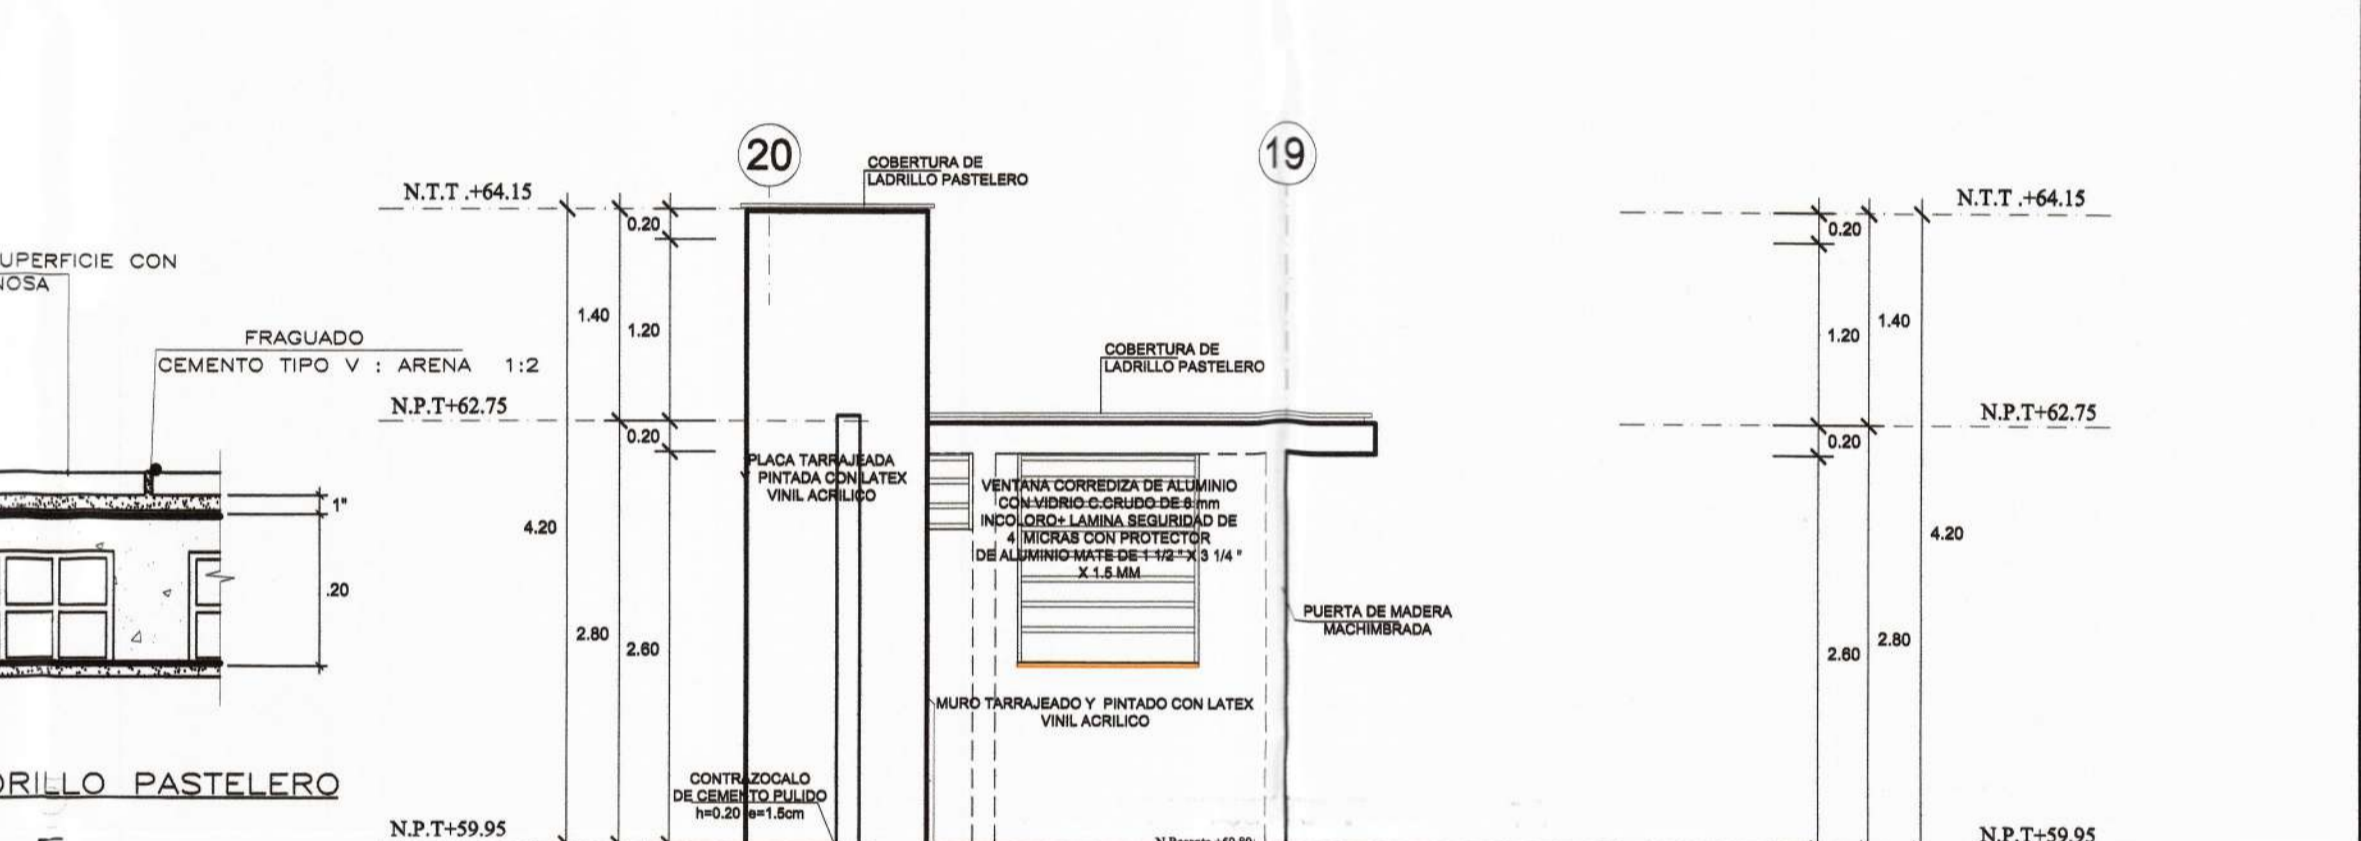 20
19
COBERTURA DE
LADRILLO PASTELERO
N.T.T .+64.15
N.T.T .+64.15
0.20
0.20
UPERFICIE CON
NOSA
1.40
1.20
1.20
1.40
FRAGUADO
CEMENTO TIPO V : ARENA 1:2
COBERTURA DE
LADRILLO PASTELERO
N.P.T+62.75
N.P.T+62.75
0.20
0.20
PLACA TARRAJEADA
Y PINTADA CON LATEX
VINIL ACRILICO
VENTANA CORREDIZA DE ALUMINIO
CON VIDRIO C.CRUDO DE 6 mm
INCOLORO+ LAMINA SEGURIDAD DE
4 MICRAS CON PROTECTOR
DE ALUMINIO MATE DE 1 1/2 " X 3 1/4 "
X 1.5 MM
1"
4.20
4.20
.20
PUERTA DE MADERA
MACHIMBRADA
2.80
2.60
2.60
2.80
MURO TARRAJEADO Y PINTADO CON LATEX
VINIL ACRILICO
DRILLO PASTELERO
CONTRAZOCALO
DE CEMENTO PULIDO
h=0.20 e=1.5cm
N.P.T+59.95
N.P.T+59.95